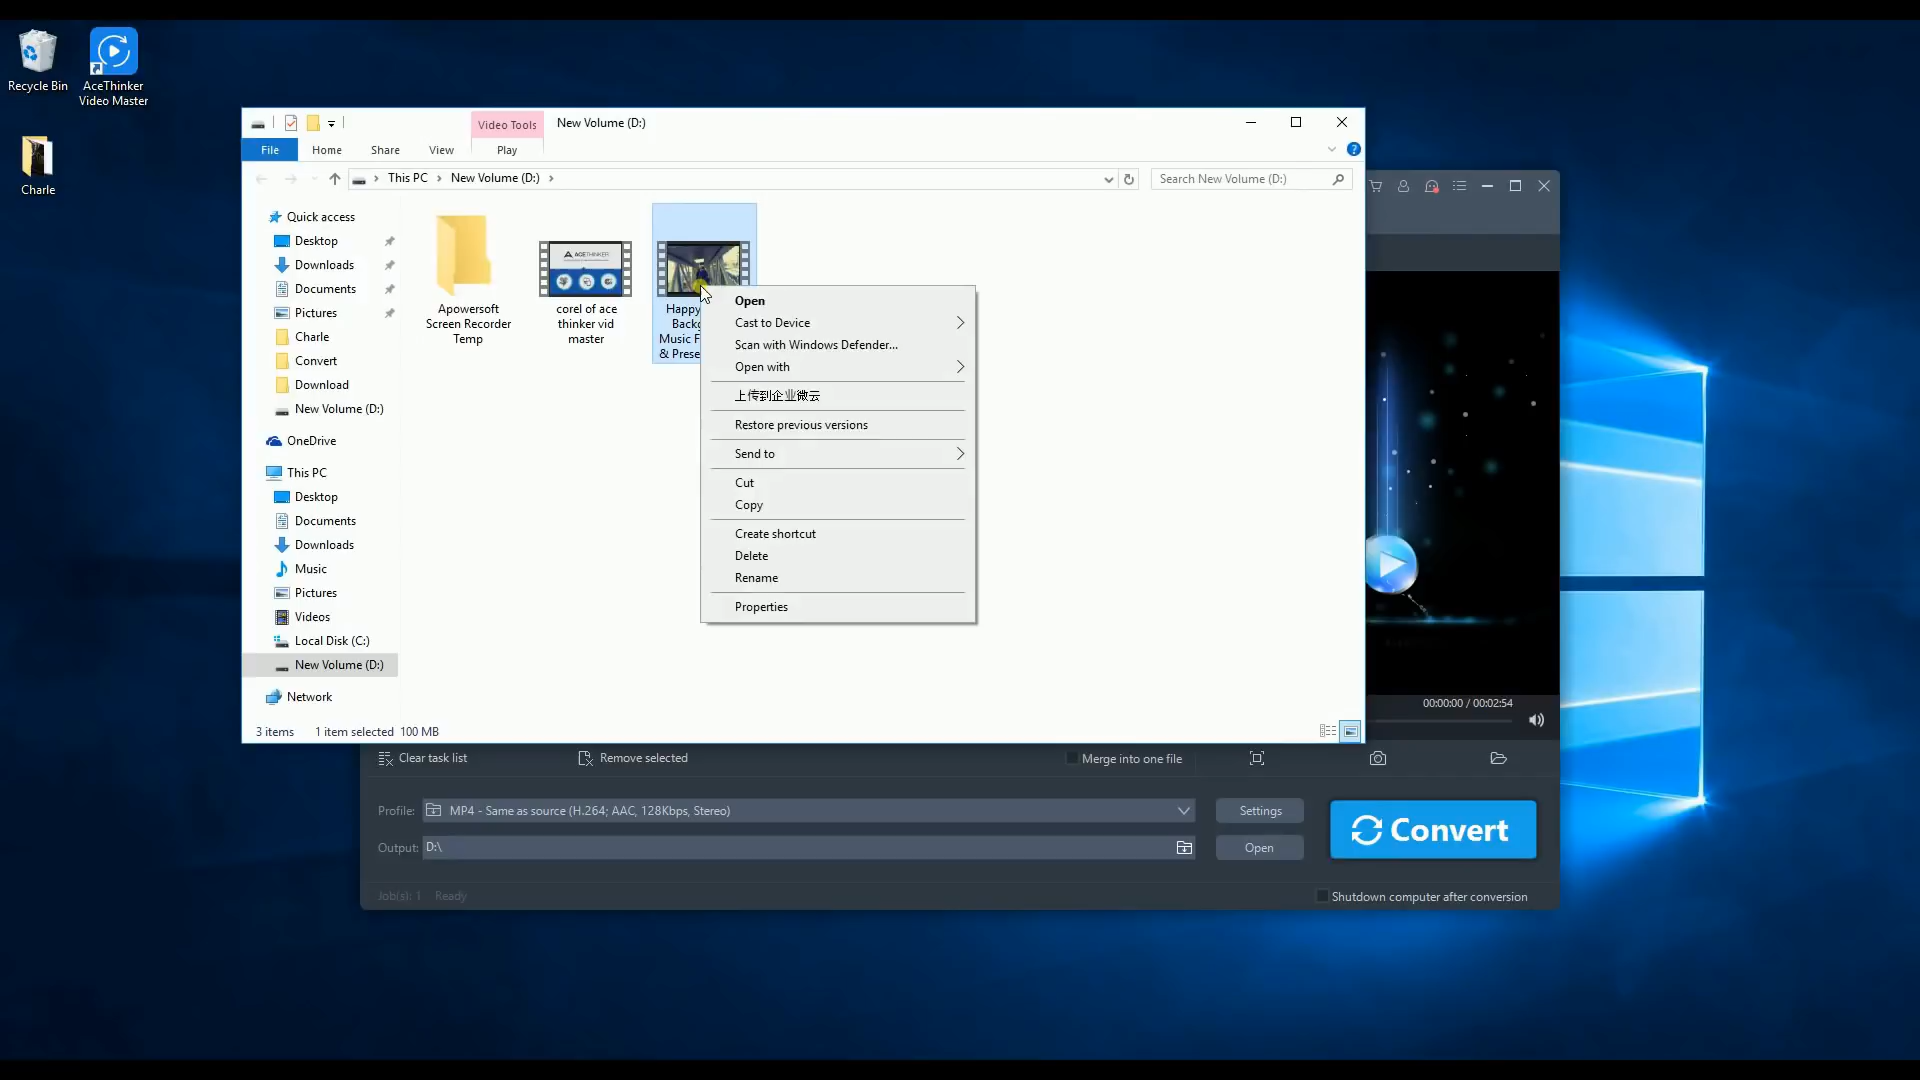 Recycle Bin
AceThinker
Video Master
Charle
Video Tools
New Volume (D:)
File
Home
Share
View
Play
This PC
New Volume (D:)
Search New Volume (D:)
Quick access
Desktop
Downloads
Documents
Pictures
Charle
Convert
Download
New Volume (D:)
OneDrive
This PC
Desktop
Documents
Downloads
Music
Pictures
Videos
Local Disk (C:)
New Volume (D:)
Network
Apowersoft
Screen Recorder
Temp
ACETHINKER
corel of ace
thinker vid
master
Happy
Music
Open
Cast to Device
Scan with Windows Defender...
Open with
上传到企业微云
Restore previous versions
Send to
Cut
Copy
Create shortcut
Delete
Rename
Properties
3 items
1 item selected
100 MB
00:00:00 / 00:02:54
Clear task list
Remove selected
Merge into one file
Profile:
MP4 - Same as source (H.264; AAC, 128Kbps, Stereo)
Settings
Convert
Output:
D:\
Open
Job(s): 1
Ready
Shutdown computer after conversion